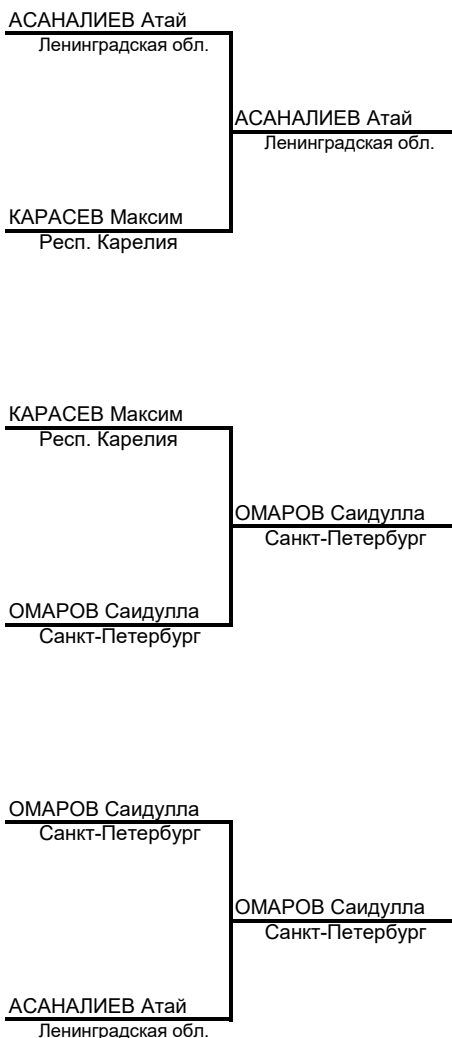 АСАНАЛИЕВ Атай
Ленинградская обл.
АСАНАЛИЕВ Атай
Ленинградская обл.
КАРАСЕВ Максим
Респ. Карелия
КАРАСЕВ Максим
Респ. Карелия
ОМАРОВ Саидулла
Санкт-Петербург
ОМАРОВ Саидулла
Санкт-Петербург
ОМАРОВ Саидулла
Санкт-Петербург
ОМАРОВ Саидулла
Санкт-Петербург
АСАНАЛИЕВ Атай
Ленинградская обл.